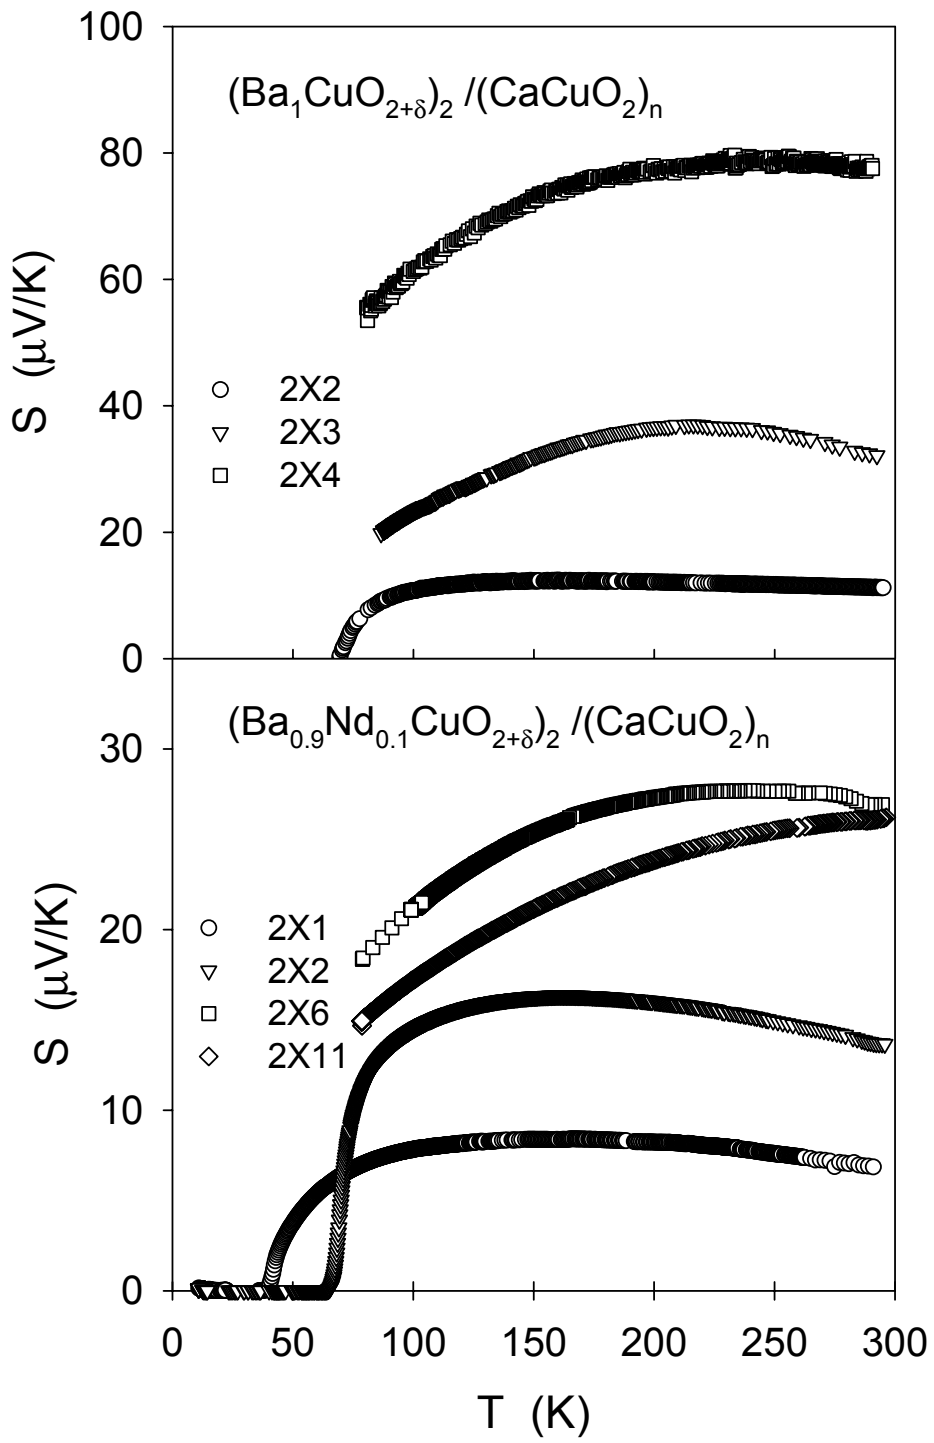 100
80
60
40
20
0
S (μV/K)
(Ba₁CuO₂₊δ)₂ /(CaCuO₂)ₙ
2X2
2X3
2X4
30
20
10
0
S (μV/K)
(Ba₀.₉Nd₀.₁CuO₂₊δ)₂ /(CaCuO₂)ₙ
2X1
2X2
2X6
2X11
0 50 100 150 200 250 300
T (K)